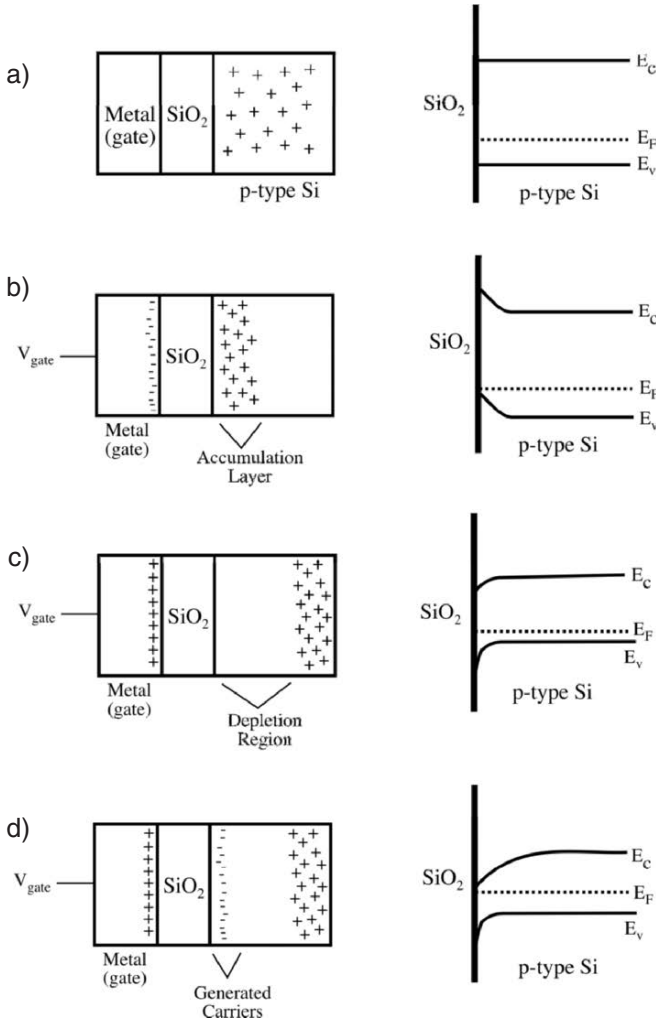 a)
Metal
(gate)
SiO2
+ + + + + + + + + + + + + + + + +
p-type Si
SiO2
Ec
EF
Ev
p-type Si
b)
Vgate
SiO2
Metal
(gate)
Accumulation
Layer
SiO2
Ec
EF
Ev
p-type Si
c)
Vgate
SiO2
Metal
(gate)
Depletion
Region
SiO2
Ec
EF
Ev
p-type Si
d)
Vgate
SiO2
Metal
(gate)
Generated
Carriers
SiO2
Ec
EF
Ev
p-type Si